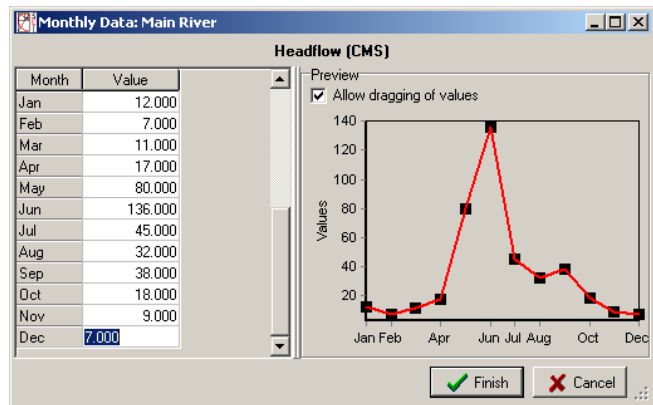 Monthly Data: Main River
Headflow (CMS)
Month Value
Jan 12.000
Feb 7.000
Mar 11.000
Apr 17.000
May 80.000
Jun 136.000
Jul 45.000
Aug 32.000
Sep 38.000
Oct 18.000
Nov 9.000
Dec 7.000
Preview
Allow dragging of values
140
120
100
80
60
40
20
Values
Jan Feb Apr Jun Jul Aug Oct Dec
Finish Cancel